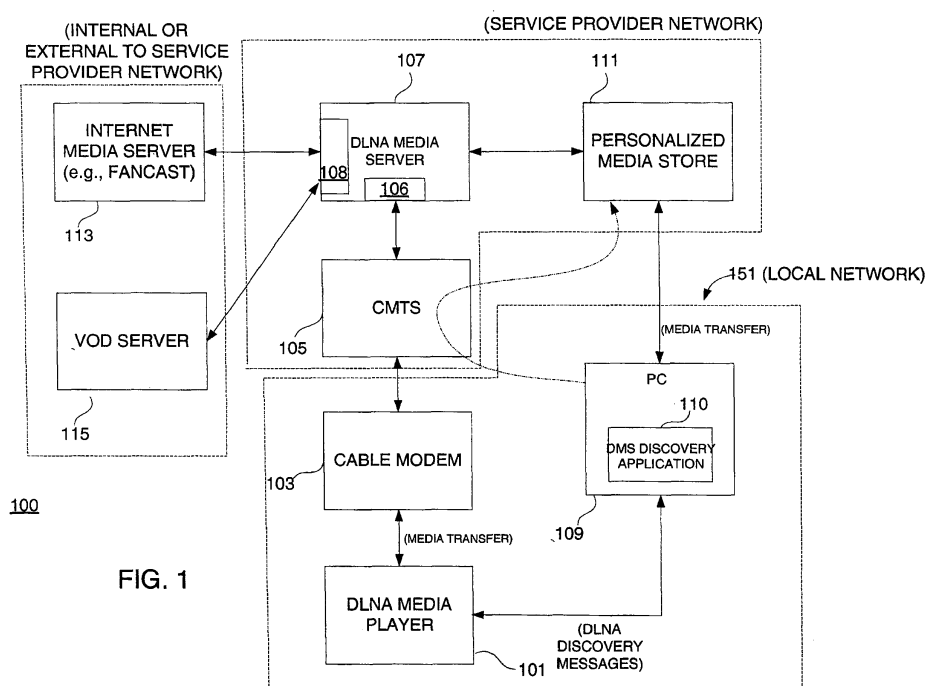 (INTERNAL OR
EXTERNAL TO SERVICE
PROVIDER NETWORK)
(SERVICE PROVIDER NETWORK)
107
111
INTERNET
MEDIA SERVER
(e.g., FANCAST)
113
108
DLNA MEDIA
SERVER
106
PERSONALIZED
MEDIA STORE
151 (LOCAL NETWORK)
VOD SERVER
115
CMTS
105
(MEDIA TRANSFER)
PC
110
DMS DISCOVERY
APPLICATION
109
CABLE MODEM
103
100
(MEDIA TRANSFER)
FIG. 1
DLNA MEDIA
PLAYER
101
(DLNA
DISCOVERY
MESSAGES)